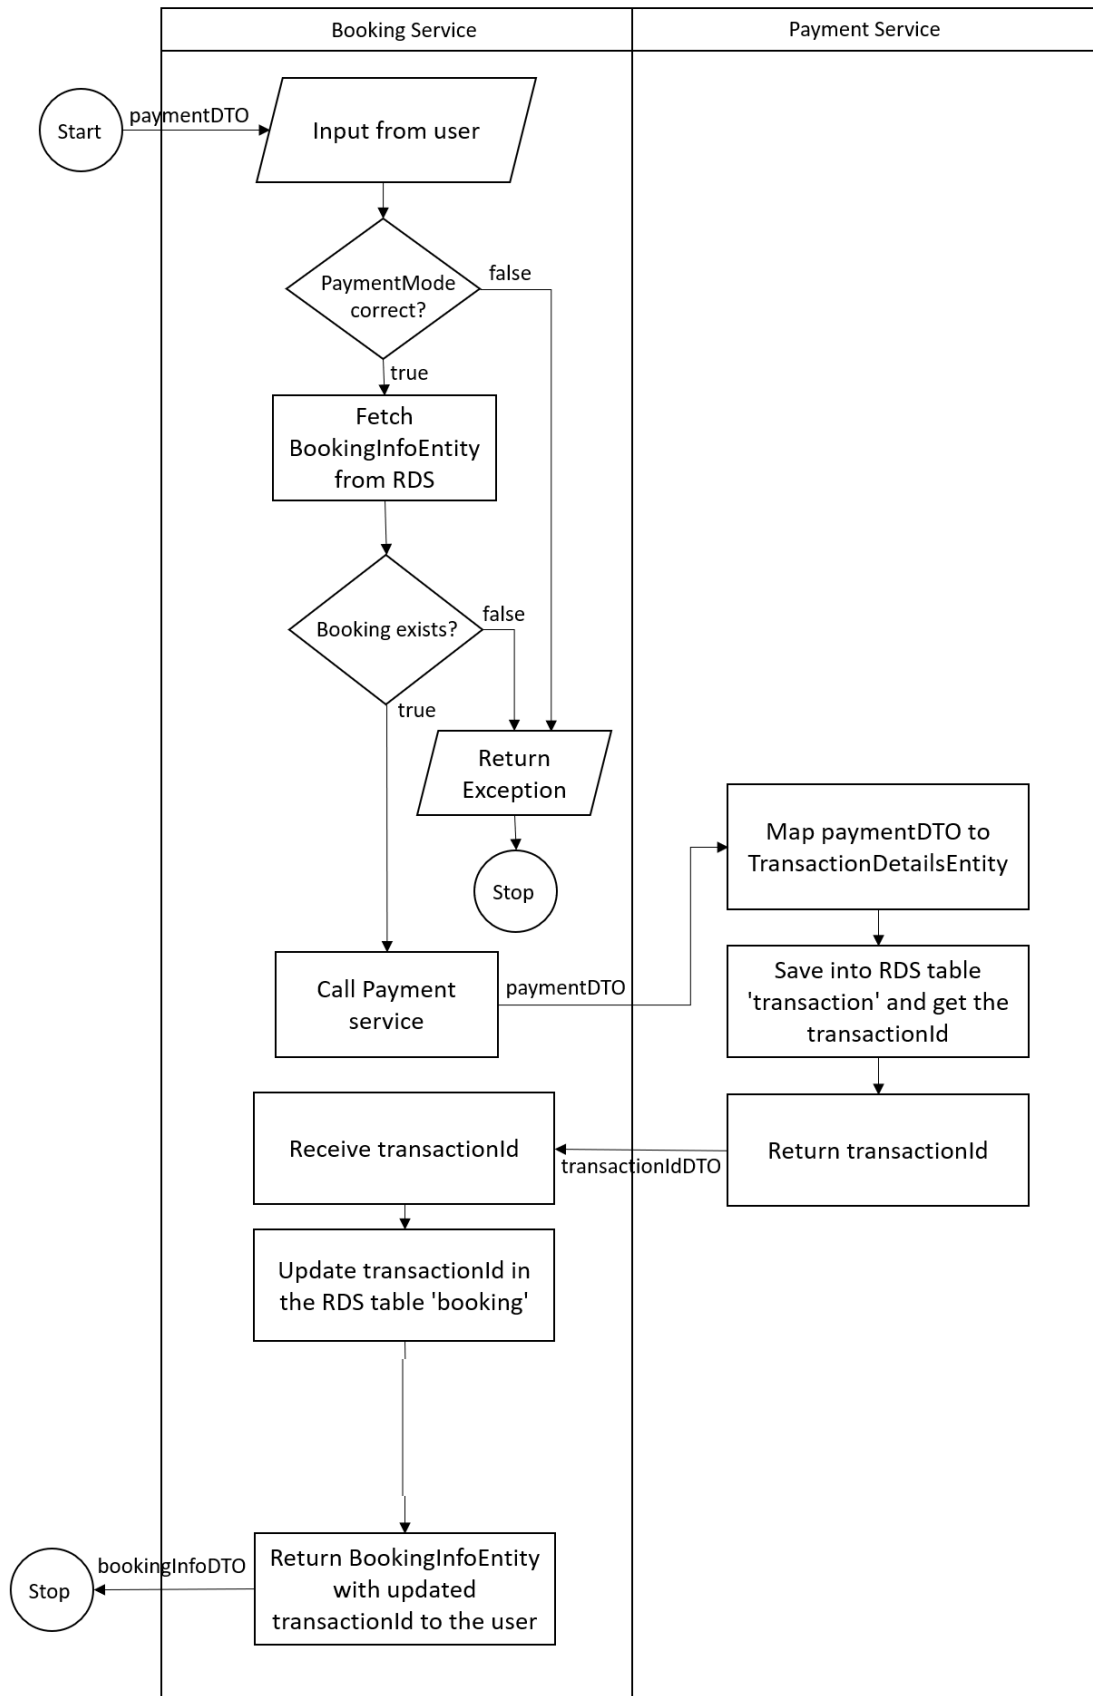 Booking Service
Payment Service
Start
paymentDTO
Input from user
PaymentMode
correct?
false
true
Fetch
BookingInfoEntity
from RDS
Booking exists?
false
true
Return
Exception
Stop
Call Payment
service
paymentDTO
Map paymentDTO to
TransactionDetailsEntity
Save into RDS table
'transaction' and get the
transactionId
Return transactionId
transactionIdDTO
Receive transactionId
Update transactionId in
the RDS table 'booking'
Return BookingInfoEntity
with updated
transactionId to the user
bookingInfoDTO
Stop